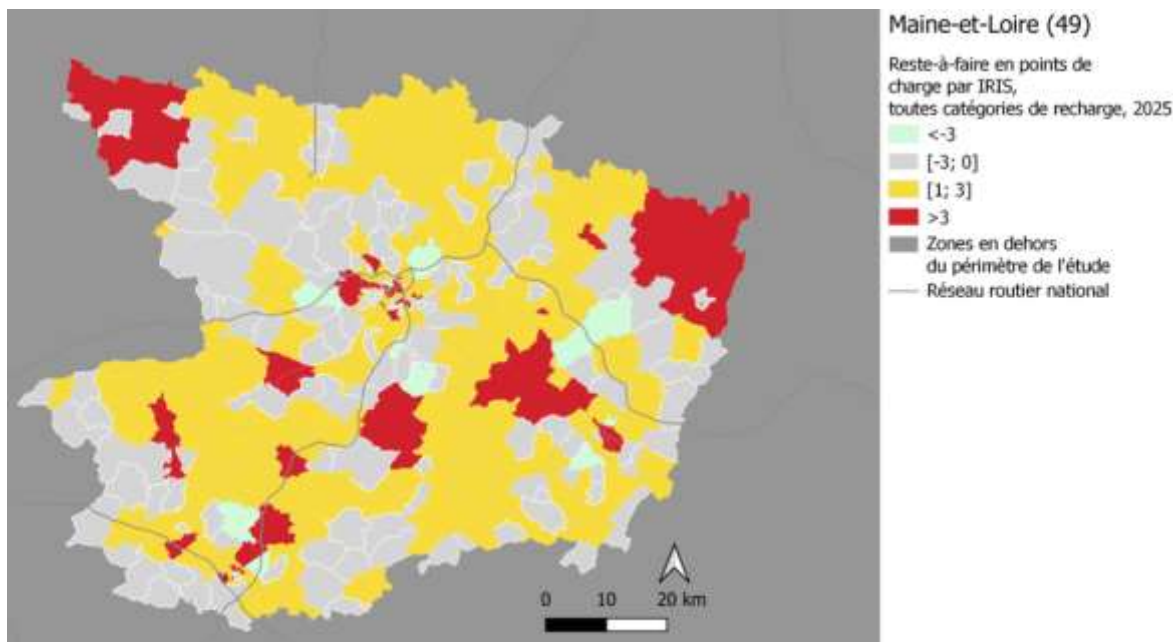 Maine-et-Loire (49)
Reste-à-faire en points de
charge par IRIS,
toutes catégories de recharge, 2025
<-3
[-3; 0]
[1; 3]
>3
Zones en dehors
du périmètre de l'étude
Réseau routier national
0 10 20 km